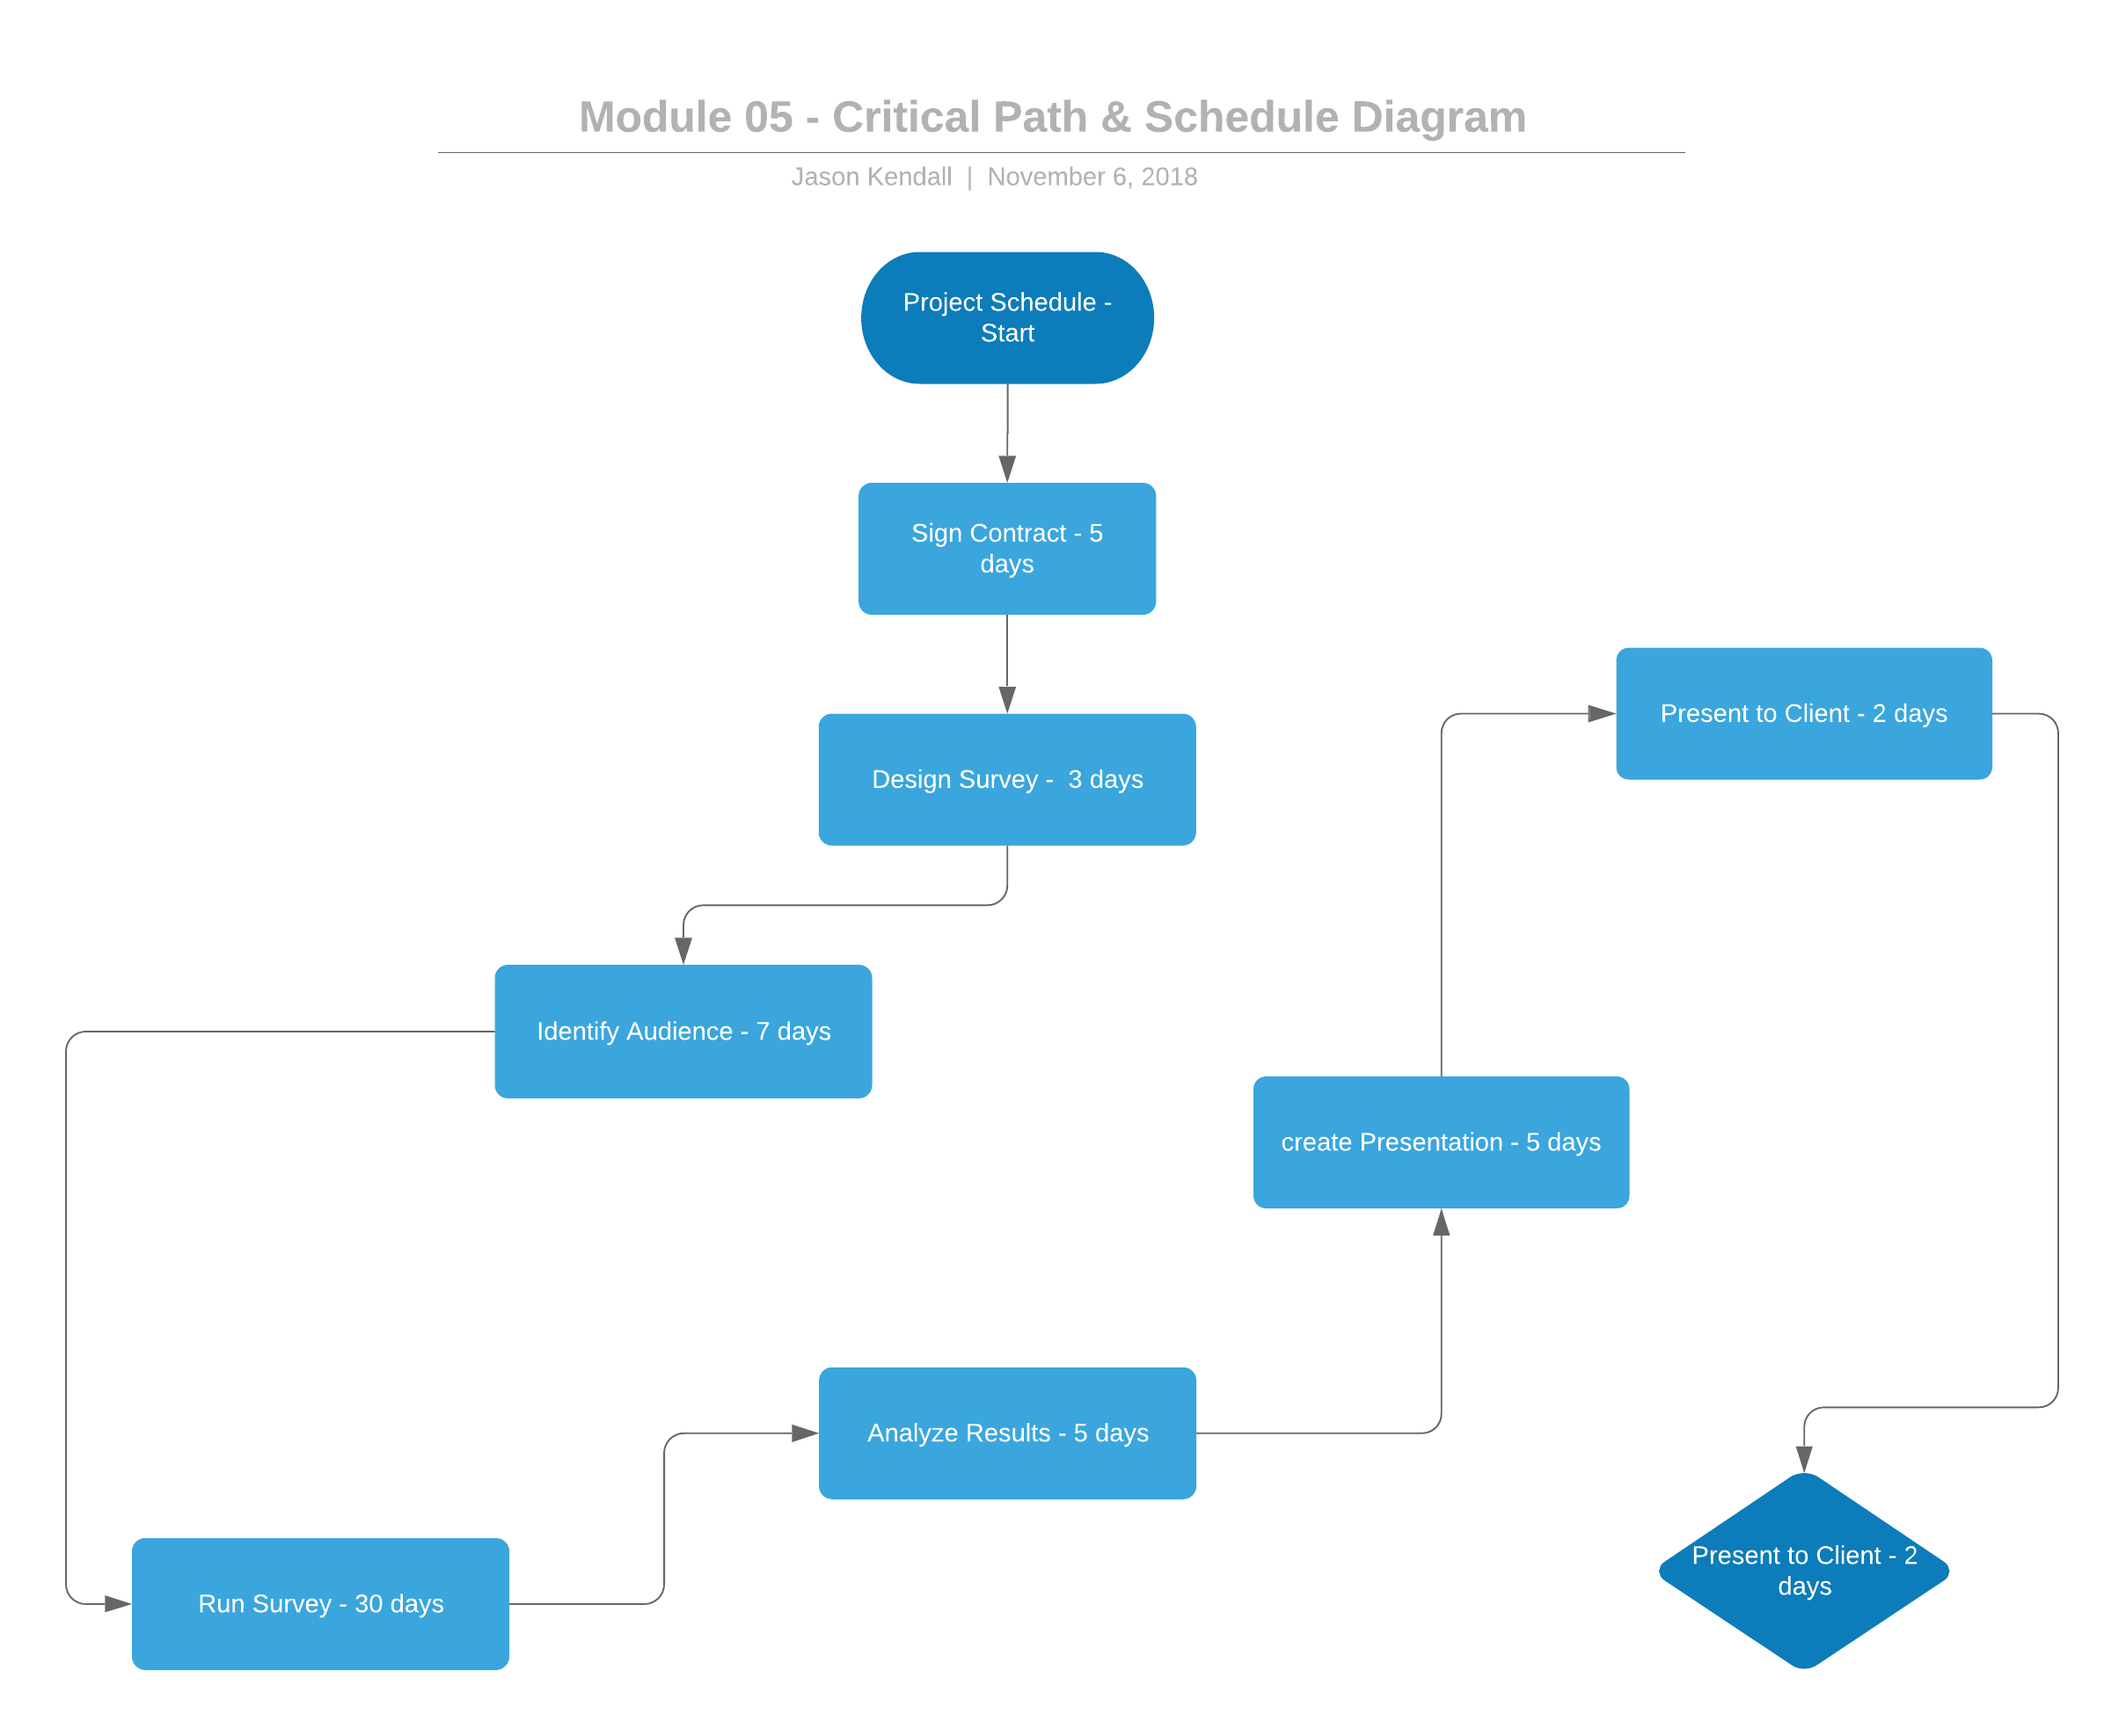 Module 05 - Critical Path & Schedule Diagram
Jason Kendall | November 6, 2018
Project Schedule -
Start
Sign Contract - 5
days
Design Survey -  3 days
Identify Audience - 7 days
Run Survey - 30 days
Analyze Results - 5 days
create Presentation - 5 days
Present to Client - 2 days
Present to Client - 2
days